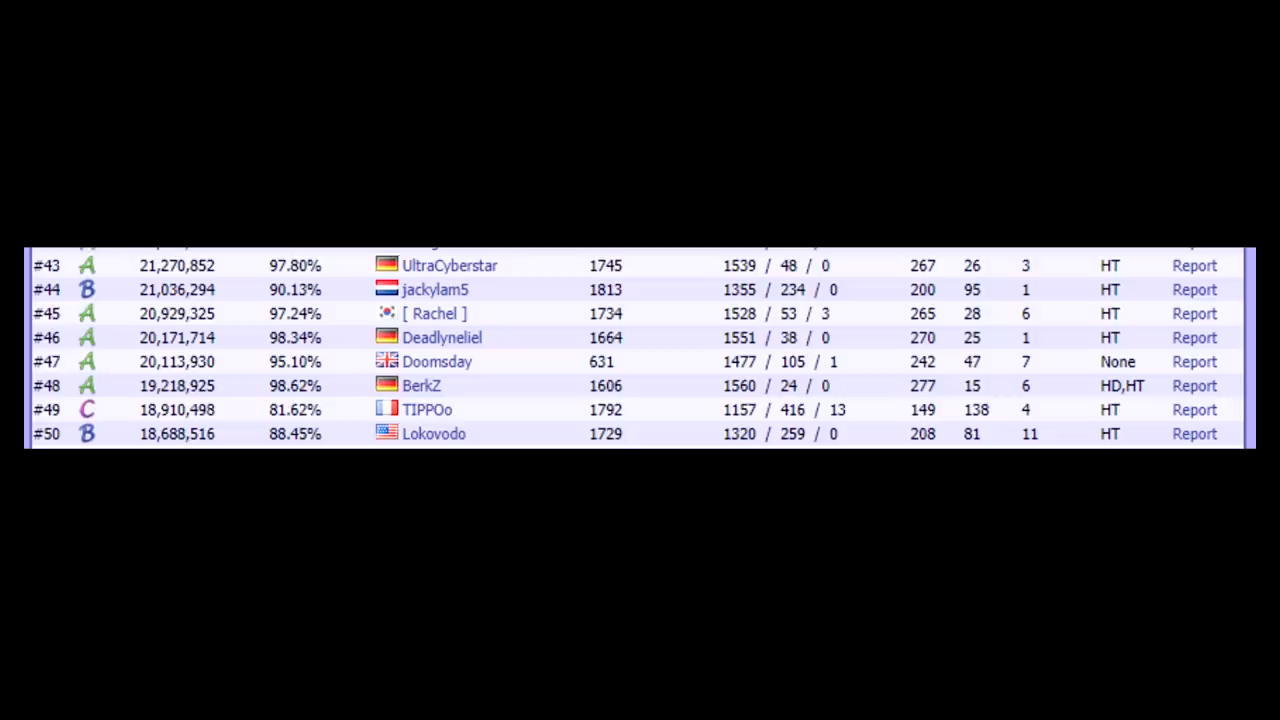 #43 A 21,270,852 97.80% UltraCyberstar 1745 1539 / 48 / 0 267 26 3 HT Report
#44 B 21,036,294 90.13% jackylam5 1813 1355 / 234 / 0 200 95 1 HT Report
#45 A 20,929,325 97.24% [ Rachel ] 1734 1528 / 53 / 3 265 28 6 HT Report
#46 A 20,171,714 98.34% Deadlyneliel 1664 1551 / 38 / 0 270 25 1 HT Report
#47 A 20,113,930 95.10% Doomsday 631 1477 / 105 / 1 242 47 7 None Report
#48 A 19,218,925 98.62% BerkZ 1606 1560 / 24 / 0 277 15 6 HD,HT Report
#49 C 18,910,498 81.62% TIPPOo 1792 1157 / 416 / 13 149 138 4 HT Report
#50 B 18,688,516 88.45% Lokovodo 1729 1320 / 259 / 0 208 81 11 HT Report